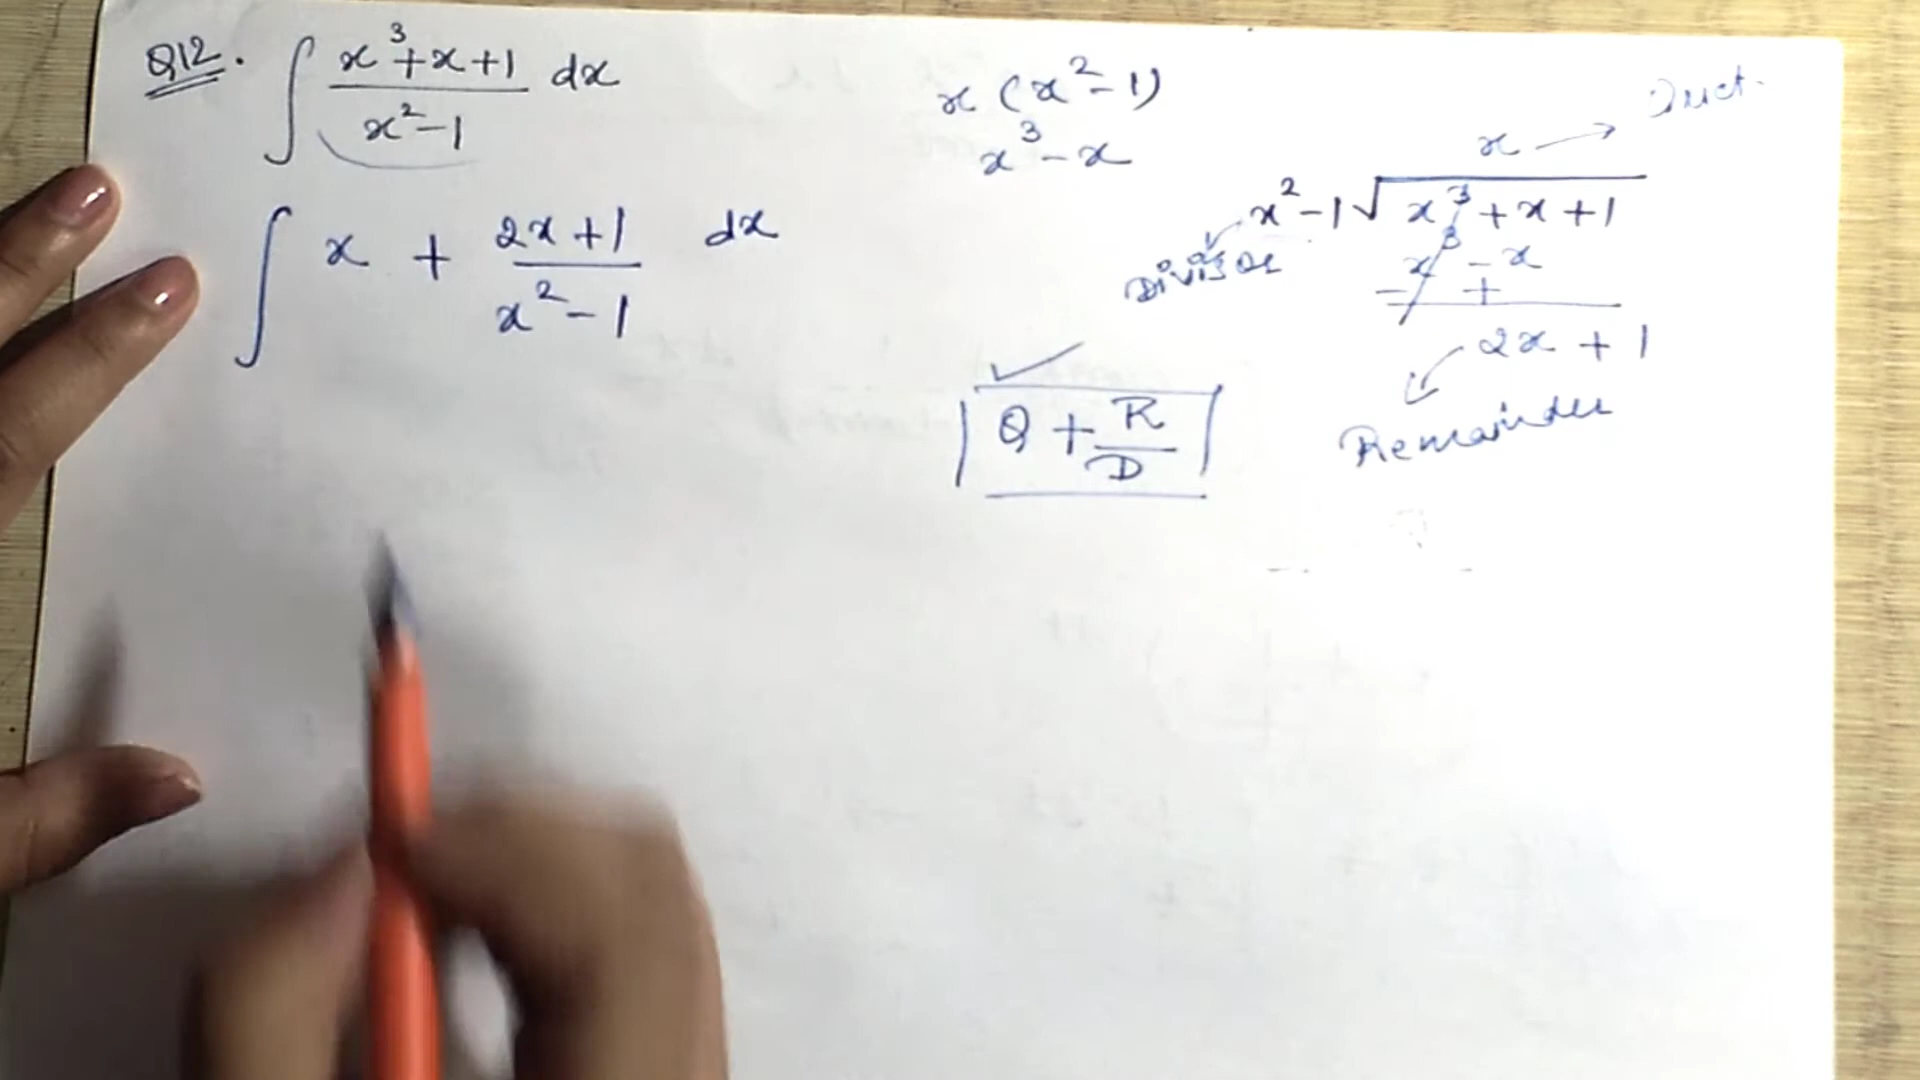 Q12. ∫ x³+x+1 / x²-1 dx
∫ x + 2x+1 / x²-1 dx
x (x²-1)
x³-x
x → Quot.
x²-1 √ x³+x+1
Divisor
x³ - x
- +
2x + 1
Remainder
Q + R/D